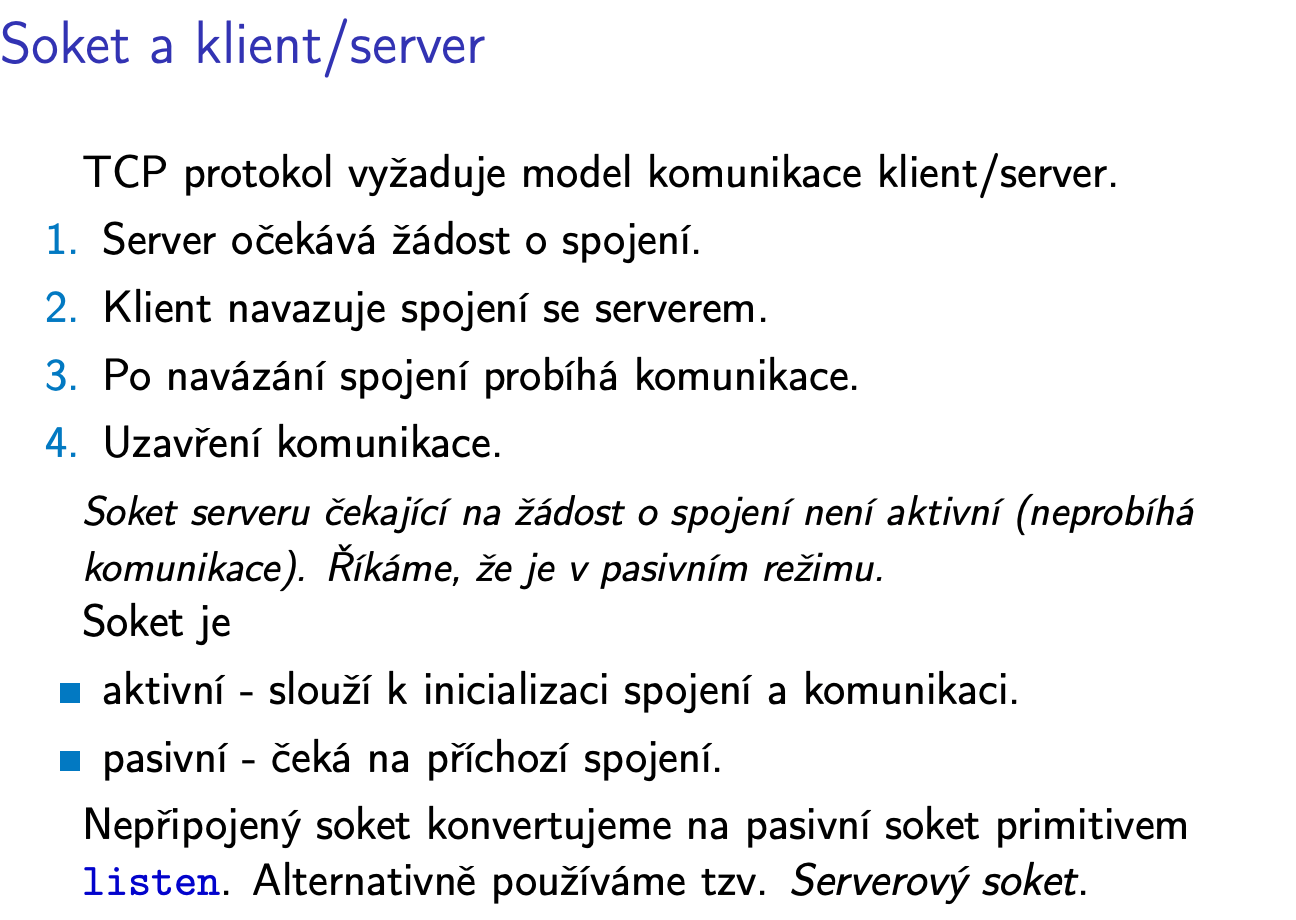 Soket a klient/server
TCP protokol vyžaduje model komunikace klient/server.
1. Server očekává žádost o spojení.
2. Klient navazuje spojení se serverem.
3. Po navázání spojení probíhá komunikace.
4. Uzavření komunikace.
Soket serveru čekající na žádost o spojení není aktivní (neprobíhá
komunikace). Říkáme, že je v pasivním režimu.
Soket je
aktivní - slouží k inicializaci spojení a komunikaci.
pasivní - čeká na příchozí spojení.
Nepřipojený soket konvertujeme na pasivní soket primitivem
listen. Alternativně používáme tzv. Serverový soket.